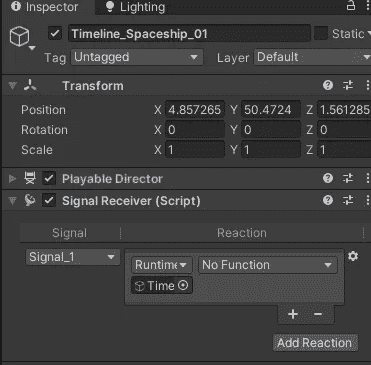 Inspector Lighting
Timeline_Spaceship_01 Static
Tag Untagged Layer Default
Transform
Position X 4.857265 Y 50.4724 Z 1.561285
Rotation X 0 Y 0 Z 0
Scale X 1 Y 1 Z 1
Playable Director
Signal Receiver (Script)
Signal Reaction
Signal_1 Runtime No Function
Time
Add Reaction